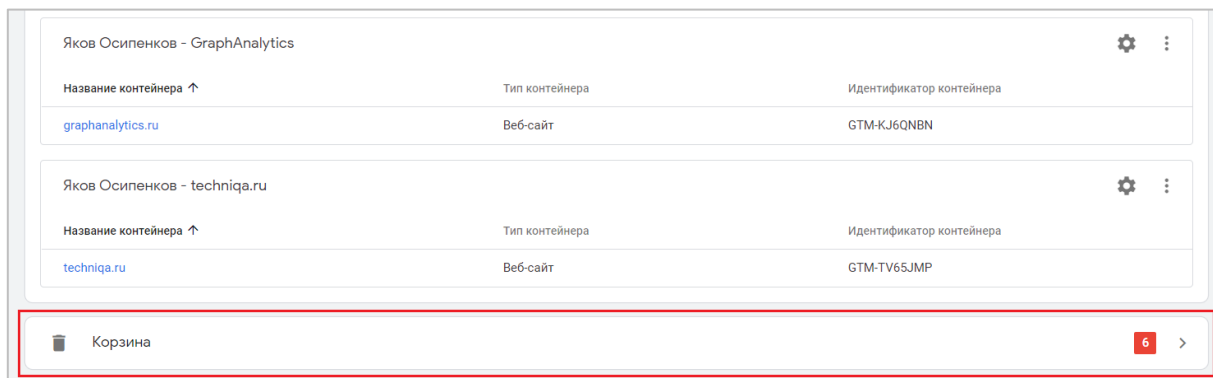 Яков Осипенков - GraphAnalytics
Название контейнера Тип контейнера Идентификатор контейнера
graphanalytics.ru Веб-сайт GTM-KJ6QNBN
Яков Осипенков - techniqa.ru
Название контейнера Тип контейнера Идентификатор контейнера
techniqa.ru Веб-сайт GTM-TV65JMP
Корзина 6